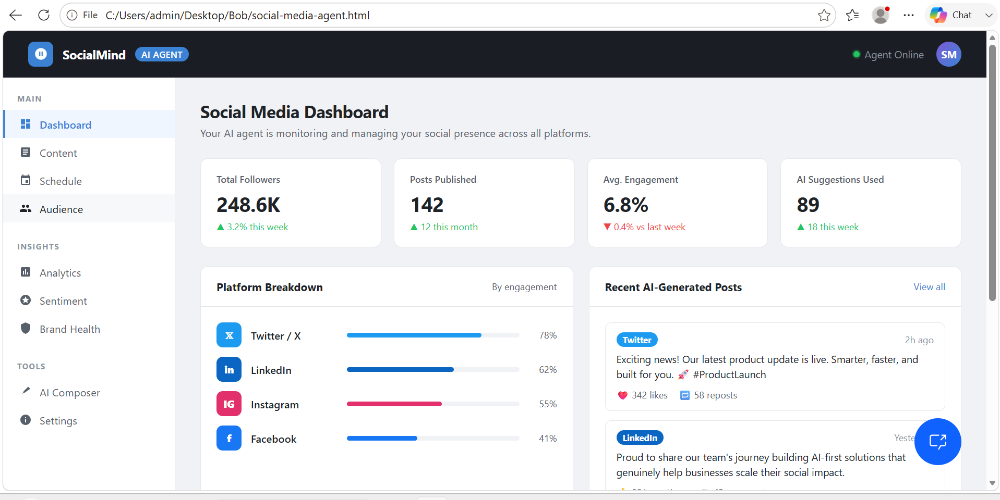 File C:/Users/admin/Desktop/Bob/social-media-agent.html
Chat
SocialMind
AI AGENT
Agent Online
SM
MAIN
Dashboard
Content
Schedule
Audience
INSIGHTS
Analytics
Sentiment
Brand Health
TOOLS
AI Composer
Settings
Social Media Dashboard
Your AI agent is monitoring and managing your social presence across all platforms.
Total Followers
248.6K
▲ 3.2% this week
Posts Published
142
▲ 12 this month
Avg. Engagement
6.8%
▼ 0.4% vs last week
AI Suggestions Used
89
▲ 18 this week
Platform Breakdown
By engagement
𝕏 Twitter / X 78%
in LinkedIn 62%
IG Instagram 55%
f Facebook 41%
Recent AI-Generated Posts
View all
Twitter
2h ago
Exciting news! Our latest product update is live. Smarter, faster, and
built for you. 🚀 #ProductLaunch
❤️ 342 likes 🔁 58 reposts
LinkedIn
Proud to share our team's journey building AI-first solutions that
genuinely help businesses scale their social impact.